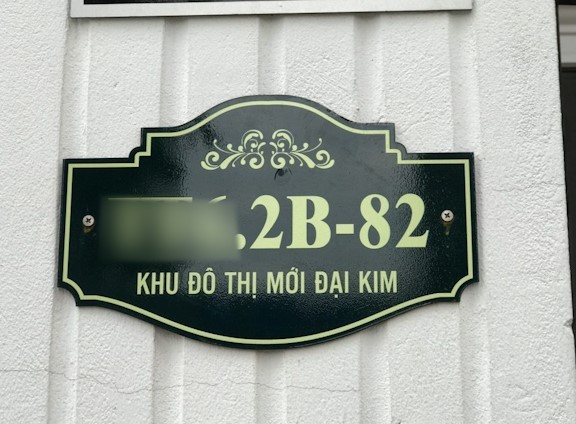 .2B-82
KHU ĐÔ THỊ MỚI ĐẠI KIM